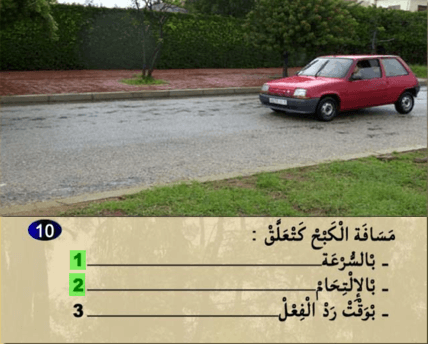 10
مَسَافَة الْكَبْحْ كَتْعَلَّقْ :
ـ بْالسُّرْعَة 1
ـ بْالإِلْتِحَامْ 2
ـ بْوَقْتْ رَدّْ الْفِعْلْ 3